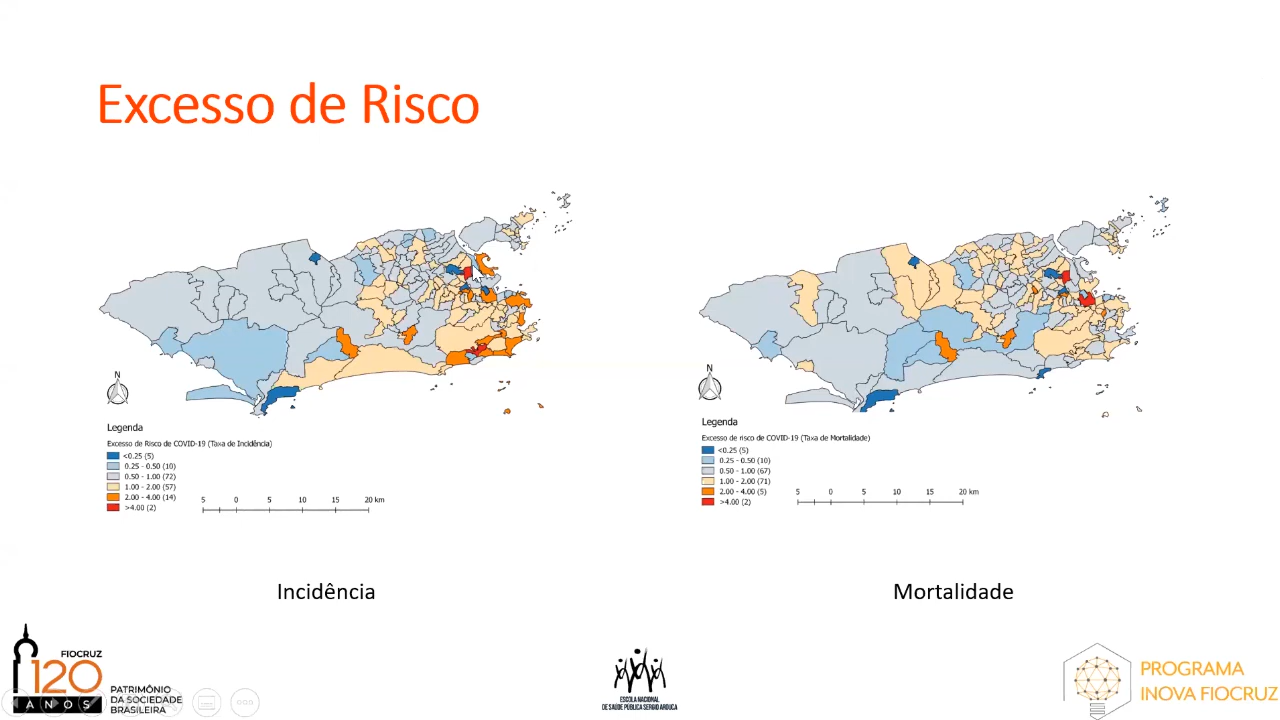 Excesso de Risco
N
Legenda
Excesso de Risco de COVID-19 (Taxa de Incidência)
<0.25 (5)
0.25 - 0.50 (10)
0.50 - 1.00 (72)
1.00 - 2.00 (57)
2.00 - 4.00 (14)
>4.00 (2)
5 0 5 10 15 20 km
N
Legenda
Excesso de risco de COVID-19 (Taxa de Mortalidade)
<0.25 (5)
0.25 - 0.50 (10)
0.50 - 1.00 (67)
1.00 - 2.00 (71)
2.00 - 4.00 (5)
>4.00 (2)
5 0 5 10 15 20 km
Incidência
Mortalidade
FIOCRUZ
120
ANOS
PATRIMÔNIO
DA SOCIEDADE
BRASILEIRA
ESCOLA NACIONAL
DE SAÚDE PÚBLICA SERGIO AROUCA
PROGRAMA
INOVA FIOCRUZ